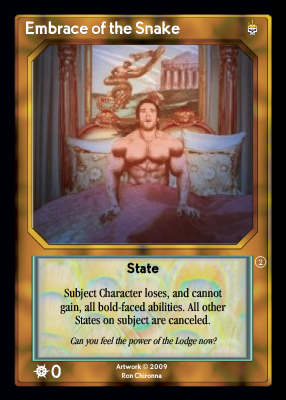 Embrace of the Snake
State
2
Subject Character loses, and cannot
gain, all bold-faced abilities. All other
States on subject are canceled.
Can you feel the power of the Lodge now?
0
Artwork © 2009
Ron Chironna